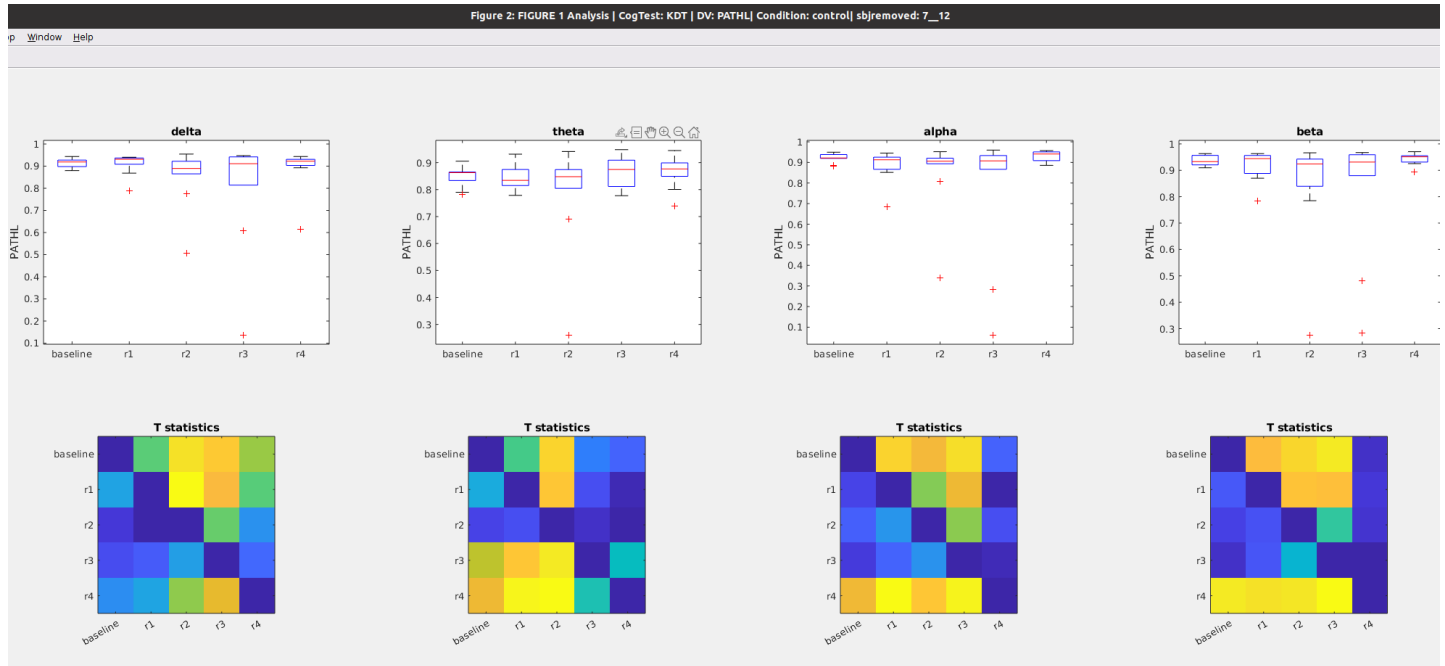 Figure 2: FIGURE 1 Analysis | CogTest: KDT | DV: PATHL| Condition: control| sbjremoved: 7__12
op Window Help
delta
PATHL
1
0.9
0.8
0.7
0.6
0.5
0.4
0.3
0.2
0.1
baseline r1 r2 r3 r4
theta
PATHL
0.9
0.8
0.7
0.6
0.5
0.4
0.3
baseline r1 r2 r3 r4
alpha
PATHL
1
0.9
0.8
0.7
0.6
0.5
0.4
0.3
0.2
0.1
baseline r1 r2 r3 r4
beta
PATHL
1
0.9
0.8
0.7
0.6
0.5
0.4
0.3
baseline r1 r2 r3 r4
T statistics
baseline
r1
r2
r3
r4
baseline r1 r2 r3 r4
T statistics
baseline
r1
r2
r3
r4
baseline r1 r2 r3 r4
T statistics
baseline
r1
r2
r3
r4
baseline r1 r2 r3 r4
T statistics
baseline
r1
r2
r3
r4
baseline r1 r2 r3 r4